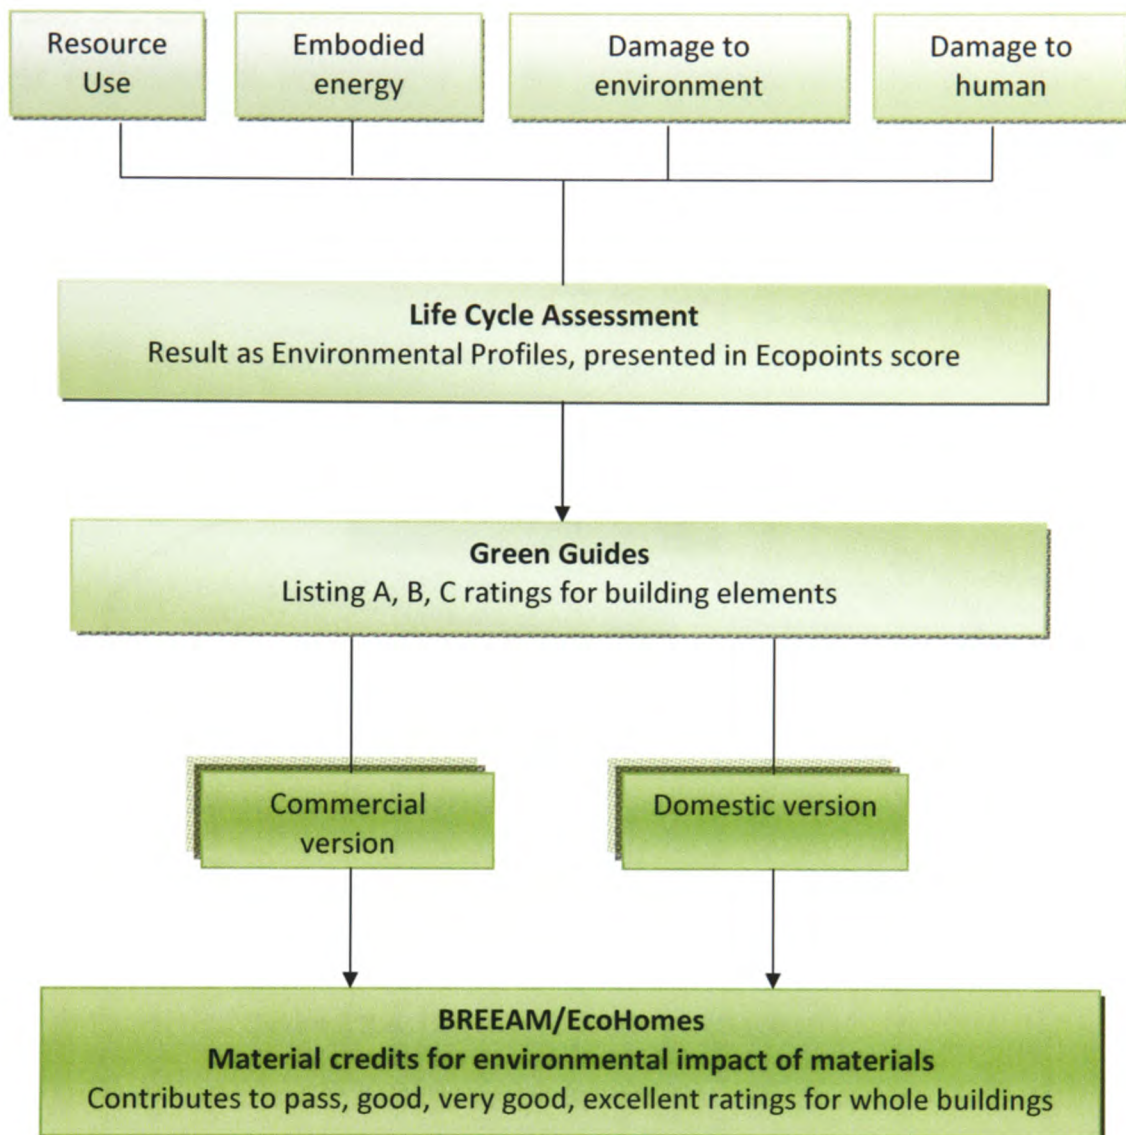 Resource
Use
Embodied
energy
Damage to
environment
Damage to
human
Life Cycle Assessment
Result as Environmental Profiles, presented in Ecopoints score
Green Guides
Listing A, B, C ratings for building elements
Commercial
version
Domestic version
BREEAM/EcoHomes
Material credits for environmental impact of materials
Contributes to pass, good, very good, excellent ratings for whole buildings